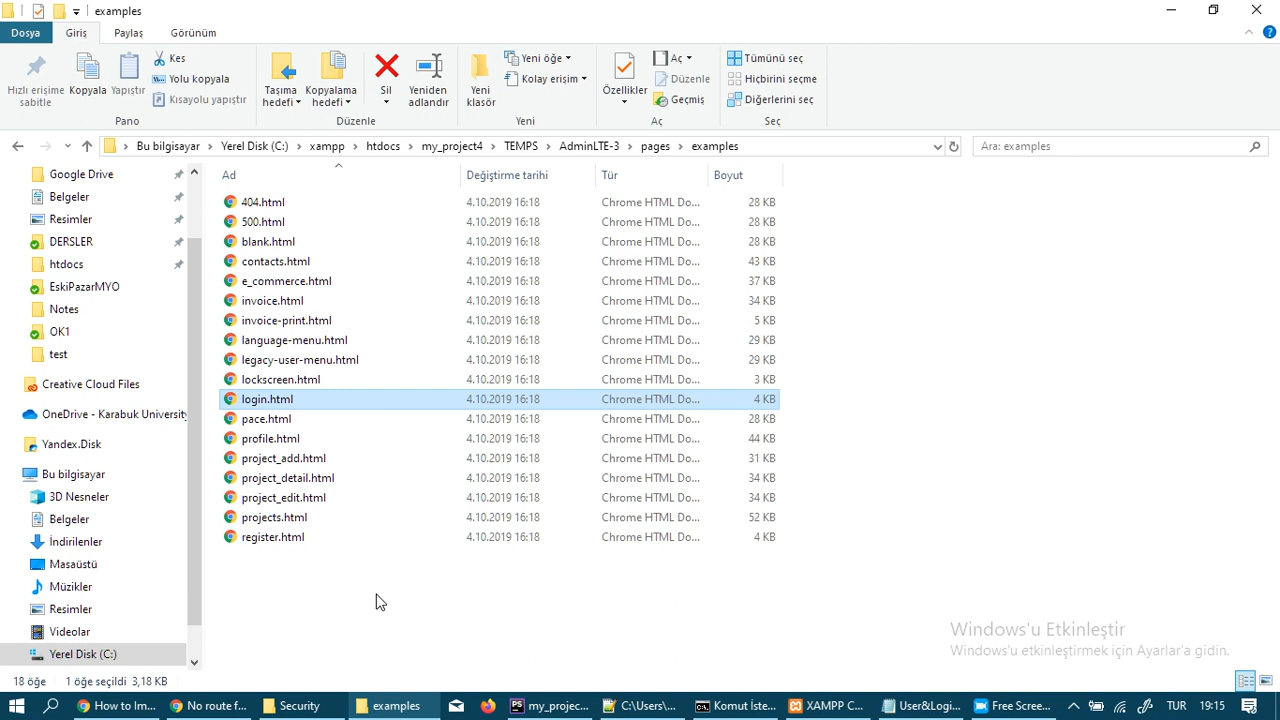 examples
Dosya Giriş Paylaş Görünüm
Hızlı erişime sabitle
Kopyala
Yapıştır
Kes
Yolu kopyala
Kısayolu yapıştır
Pano
Taşıma hedefi
Kopyalama hedefi
Sil
Yeniden adlandır
Düzenle
Yeni klasör
Yeni öğe
Kolay erişim
Yeni
Özellikler
Aç
Düzenle
Geçmiş
Aç
Tümünü seç
Hiçbirini seçme
Diğerlerini seç
Seç
Bu bilgisayar Yerel Disk (C:) xampp htdocs my_project4 TEMPS AdminLTE-3 pages examples
Ara: examples
Google Drive
Belgeler
Resimler
DERSLER
htdocs
EskiPazarMYO
Notes
OK1
test
Creative Cloud Files
OneDrive - Karabuk University
Yandex.Disk
Bu bilgisayar
3D Nesneler
Belgeler
İndirilenler
Masaüstü
Müzikler
Resimler
Videolar
Yerel Disk (C:)
Ad Değiştirme tarihi Tür Boyut
404.html 4.10.2019 16:18 Chrome HTML Do... 28 KB
500.html 4.10.2019 16:18 Chrome HTML Do... 28 KB
blank.html 4.10.2019 16:18 Chrome HTML Do... 28 KB
contacts.html 4.10.2019 16:18 Chrome HTML Do... 43 KB
e_commerce.html 4.10.2019 16:18 Chrome HTML Do... 37 KB
invoice.html 4.10.2019 16:18 Chrome HTML Do... 34 KB
invoice-print.html 4.10.2019 16:18 Chrome HTML Do... 5 KB
language-menu.html 4.10.2019 16:18 Chrome HTML Do... 29 KB
legacy-user-menu.html 4.10.2019 16:18 Chrome HTML Do... 29 KB
lockscreen.html 4.10.2019 16:18 Chrome HTML Do... 3 KB
login.html 4.10.2019 16:18 Chrome HTML Do... 4 KB
pace.html 4.10.2019 16:18 Chrome HTML Do... 28 KB
profile.html 4.10.2019 16:18 Chrome HTML Do... 44 KB
project_add.html 4.10.2019 16:18 Chrome HTML Do... 31 KB
project_detail.html 4.10.2019 16:18 Chrome HTML Do... 34 KB
project_edit.html 4.10.2019 16:18 Chrome HTML Do... 34 KB
projects.html 4.10.2019 16:18 Chrome HTML Do... 52 KB
register.html 4.10.2019 16:18 Chrome HTML Do... 4 KB
Windows'u Etkinleştir
Windows'u etkinleştirmek için Ayarlar'a gidin.
18 öğe 1 öğe seçildi 3,18 KB
How to Im... No route f... Security examples my_projec... C:\Users\... Komut İste... XAMPP C... User&Logi... Free Scree... TUR 19:15